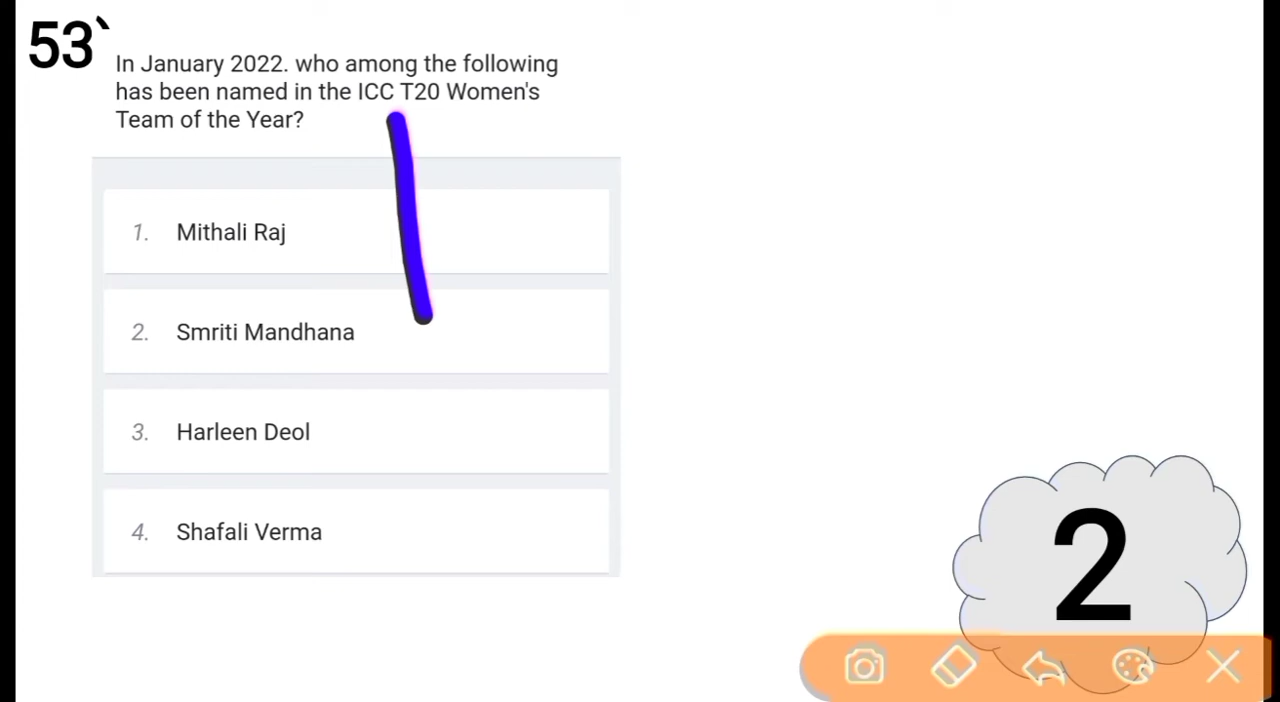 53`
In January 2022. who among the following
has been named in the ICC T20 Women's
Team of the Year?
1. Mithali Raj
2. Smriti Mandhana
3. Harleen Deol
4. Shafali Verma
2